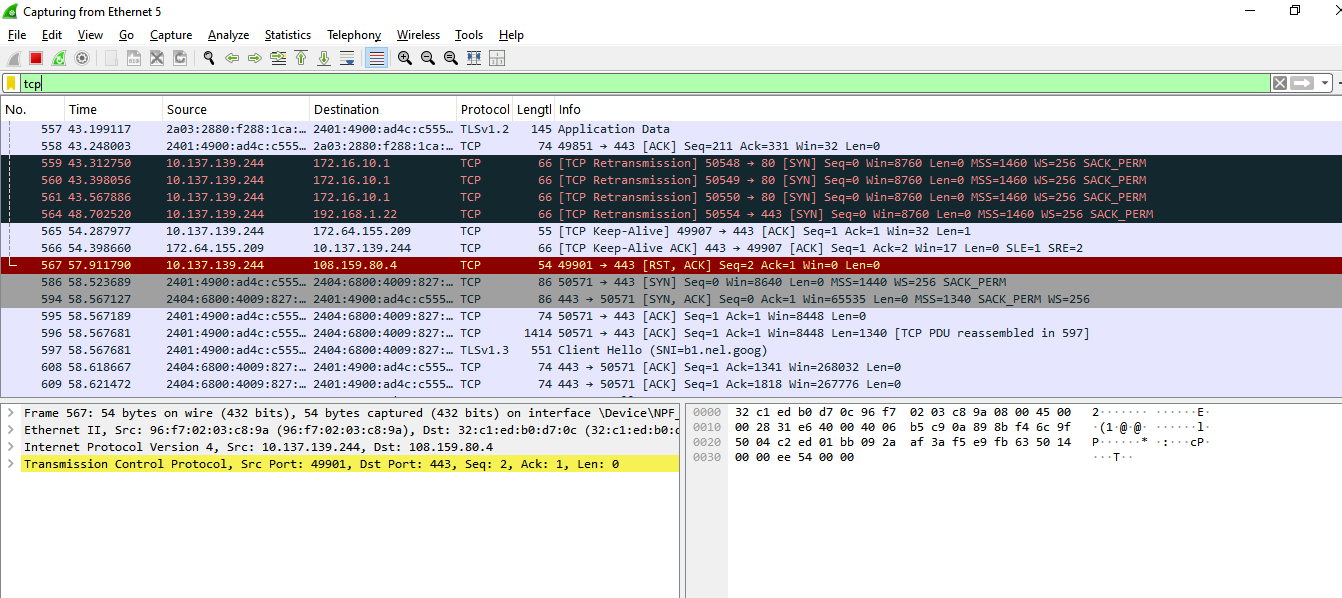 Capturing from Ethernet 5
File Edit View Go Capture Analyze Statistics Telephony Wireless Tools Help
tcp
No. Time Source Destination Protocol Lengtl Info
557 43.199117 2a03:2880:f288:1ca:… 2401:4900:ad4c:c555… TLSv1.2 145 Application Data
558 43.248003 2401:4900:ad4c:c555… 2a03:2880:f288:1ca:… TCP 74 49851 → 443 [ACK] Seq=211 Ack=331 Win=32 Len=0
559 43.312750 10.137.139.244 172.16.10.1 TCP 66 [TCP Retransmission] 50548 → 80 [SYN] Seq=0 Win=8760 Len=0 MSS=1460 WS=256 SACK_PERM
560 43.398056 10.137.139.244 172.16.10.1 TCP 66 [TCP Retransmission] 50549 → 80 [SYN] Seq=0 Win=8760 Len=0 MSS=1460 WS=256 SACK_PERM
561 43.567886 10.137.139.244 172.16.10.1 TCP 66 [TCP Retransmission] 50550 → 80 [SYN] Seq=0 Win=8760 Len=0 MSS=1460 WS=256 SACK_PERM
564 48.702520 10.137.139.244 192.168.1.22 TCP 66 [TCP Retransmission] 50554 → 443 [SYN] Seq=0 Win=8760 Len=0 MSS=1460 WS=256 SACK_PERM
565 54.287977 10.137.139.244 172.64.155.209 TCP 55 [TCP Keep-Alive] 49907 → 443 [ACK] Seq=1 Ack=1 Win=32 Len=1
566 54.398660 172.64.155.209 10.137.139.244 TCP 66 [TCP Keep-Alive ACK] 443 → 49907 [ACK] Seq=1 Ack=2 Win=17 Len=0 SLE=1 SRE=2
567 57.911790 10.137.139.244 108.159.80.4 TCP 54 49901 → 443 [RST, ACK] Seq=2 Ack=1 Win=0 Len=0
586 58.523689 2401:4900:ad4c:c555… 2404:6800:4009:827:… TCP 86 50571 → 443 [SYN] Seq=0 Win=8640 Len=0 MSS=1440 WS=256 SACK_PERM
594 58.567127 2404:6800:4009:827:… 2401:4900:ad4c:c555… TCP 86 443 → 50571 [SYN, ACK] Seq=0 Ack=1 Win=65535 Len=0 MSS=1340 SACK_PERM WS=256
595 58.567189 2401:4900:ad4c:c555… 2404:6800:4009:827:… TCP 74 50571 → 443 [ACK] Seq=1 Ack=1 Win=8448 Len=0
596 58.567681 2401:4900:ad4c:c555… 2404:6800:4009:827:… TCP 1414 50571 → 443 [ACK] Seq=1 Ack=1 Win=8448 Len=1340 [TCP PDU reassembled in 597]
597 58.567681 2401:4900:ad4c:c555… 2404:6800:4009:827:… TLSv1.3 551 Client Hello (SNI=b1.nel.goog)
608 58.618667 2404:6800:4009:827:… 2401:4900:ad4c:c555… TCP 74 443 → 50571 [ACK] Seq=1 Ack=1341 Win=268032 Len=0
609 58.621472 2404:6800:4009:827:… 2401:4900:ad4c:c555… TCP 74 443 → 50571 [ACK] Seq=1 Ack=1818 Win=267776 Len=0
Frame 567: 54 bytes on wire (432 bits), 54 bytes captured (432 bits) on interface \Device\NPF_
Ethernet II, Src: 96:f7:02:03:c8:9a (96:f7:02:03:c8:9a), Dst: 32:c1:ed:b0:d7:0c (32:c1:ed:b0:
Internet Protocol Version 4, Src: 10.137.139.244, Dst: 108.159.80.4
Transmission Control Protocol, Src Port: 49901, Dst Port: 443, Seq: 2, Ack: 1, Len: 0
0000 32 c1 ed b0 d7 0c 96 f7 02 03 c8 9a 08 00 45 00 2······· ······E·
0010 00 28 31 e6 40 00 40 06 b5 c9 0a 89 8b f4 6c 9f ·(1·@·@· ······l·
0020 50 04 c2 ed 01 bb 09 2a af 3a f5 e9 fb 63 50 14 P······* ·:···cP·
0030 00 00 ee 54 00 00 ···T··